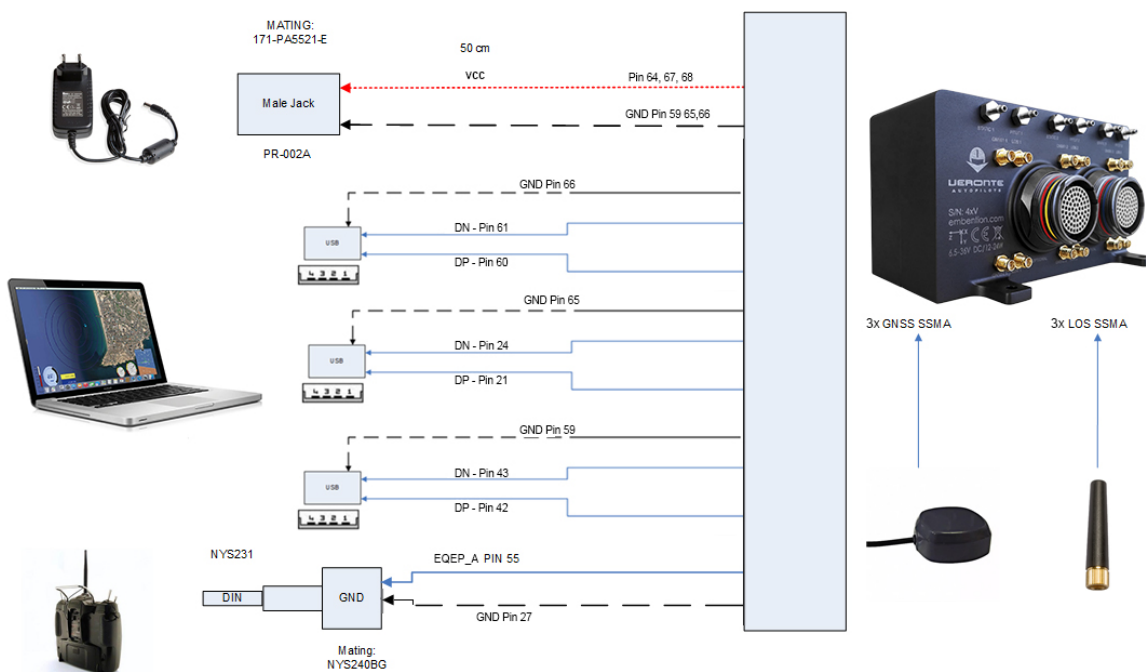 MATING:
171-PA5521-E
50 cm
VCC
Pin 64, 67, 68
Male Jack
GND Pin 59 65,66
PR-002A
GND Pin 66
DN - Pin 61
USB
DP - Pin 60
4 3 2 1
GND Pin 65
DN - Pin 24
USB
DP - Pin 21
4 3 2 1
GND Pin 59
DN - Pin 43
USB
DP - Pin 42
4 3 2 1
NYS231
EQEP_A PIN 55
DIN
GND
GND Pin 27
Mating:
NYS240BG
VERONTE
AUTOPILOTS
S/N: 4xV
embention.com
CE
6.5-36V DC/12-24W
3x GNSS SSMA
3x LOS SSMA